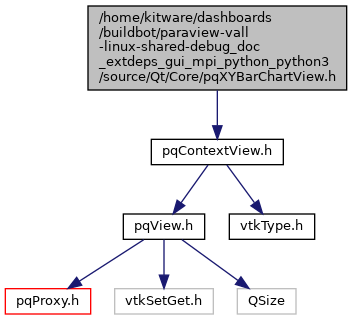 /home/kitware/dashboards
/buildbot/paraview-vall
-linux-shared-debug_doc
_extdeps_gui_mpi_python_python3
/source/Qt/Core/pqXYBarChartView.h
pqContextView.h
pqView.h
vtkType.h
pqProxy.h
vtkSetGet.h
QSize